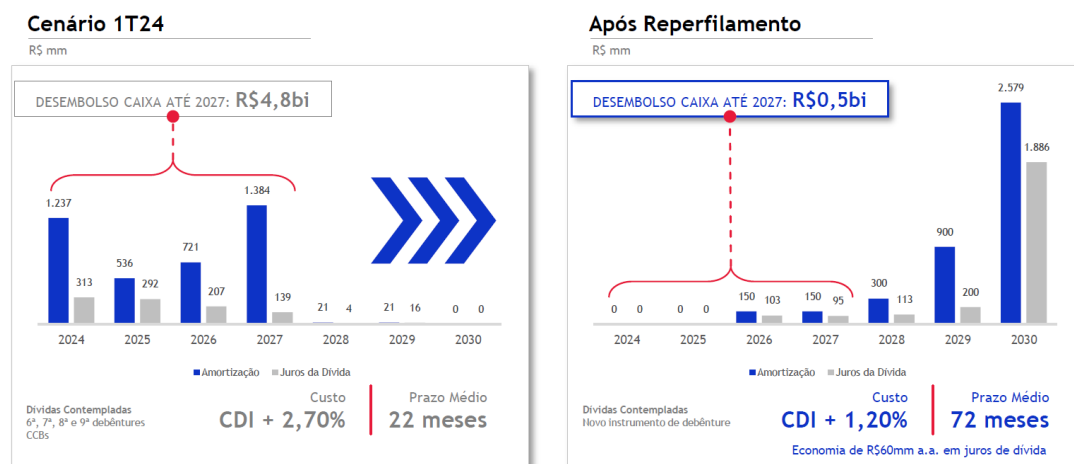 Cenário 1T24
R$ mm
DESEMBOLSO CAIXA ATÉ 2027: R$4,8bi
1.237
313
536
292
721
207
1.384
139
21
4
21
16
0
0
2024
2025
2026
2027
2028
2029
2030
Amortização
Juros da Dívida
Dívidas Contempladas
6ª, 7ª, 8ª e 9ª debêntures
CCBs
Custo
CDI + 2,70%
Prazo Médio
22 meses
Após Reperfilamento
R$ mm
DESEMBOLSO CAIXA ATÉ 2027: R$0,5bi
0
0
0
0
150
103
150
95
300
113
900
200
2.579
1.886
2024
2025
2026
2027
2028
2029
2030
Amortização
Juros da Dívida
Dívidas Contempladas
Novo instrumento de debênture
Custo
CDI + 1,20%
Prazo Médio
72 meses
Economia de R$60mm a.a. em juros de dívida